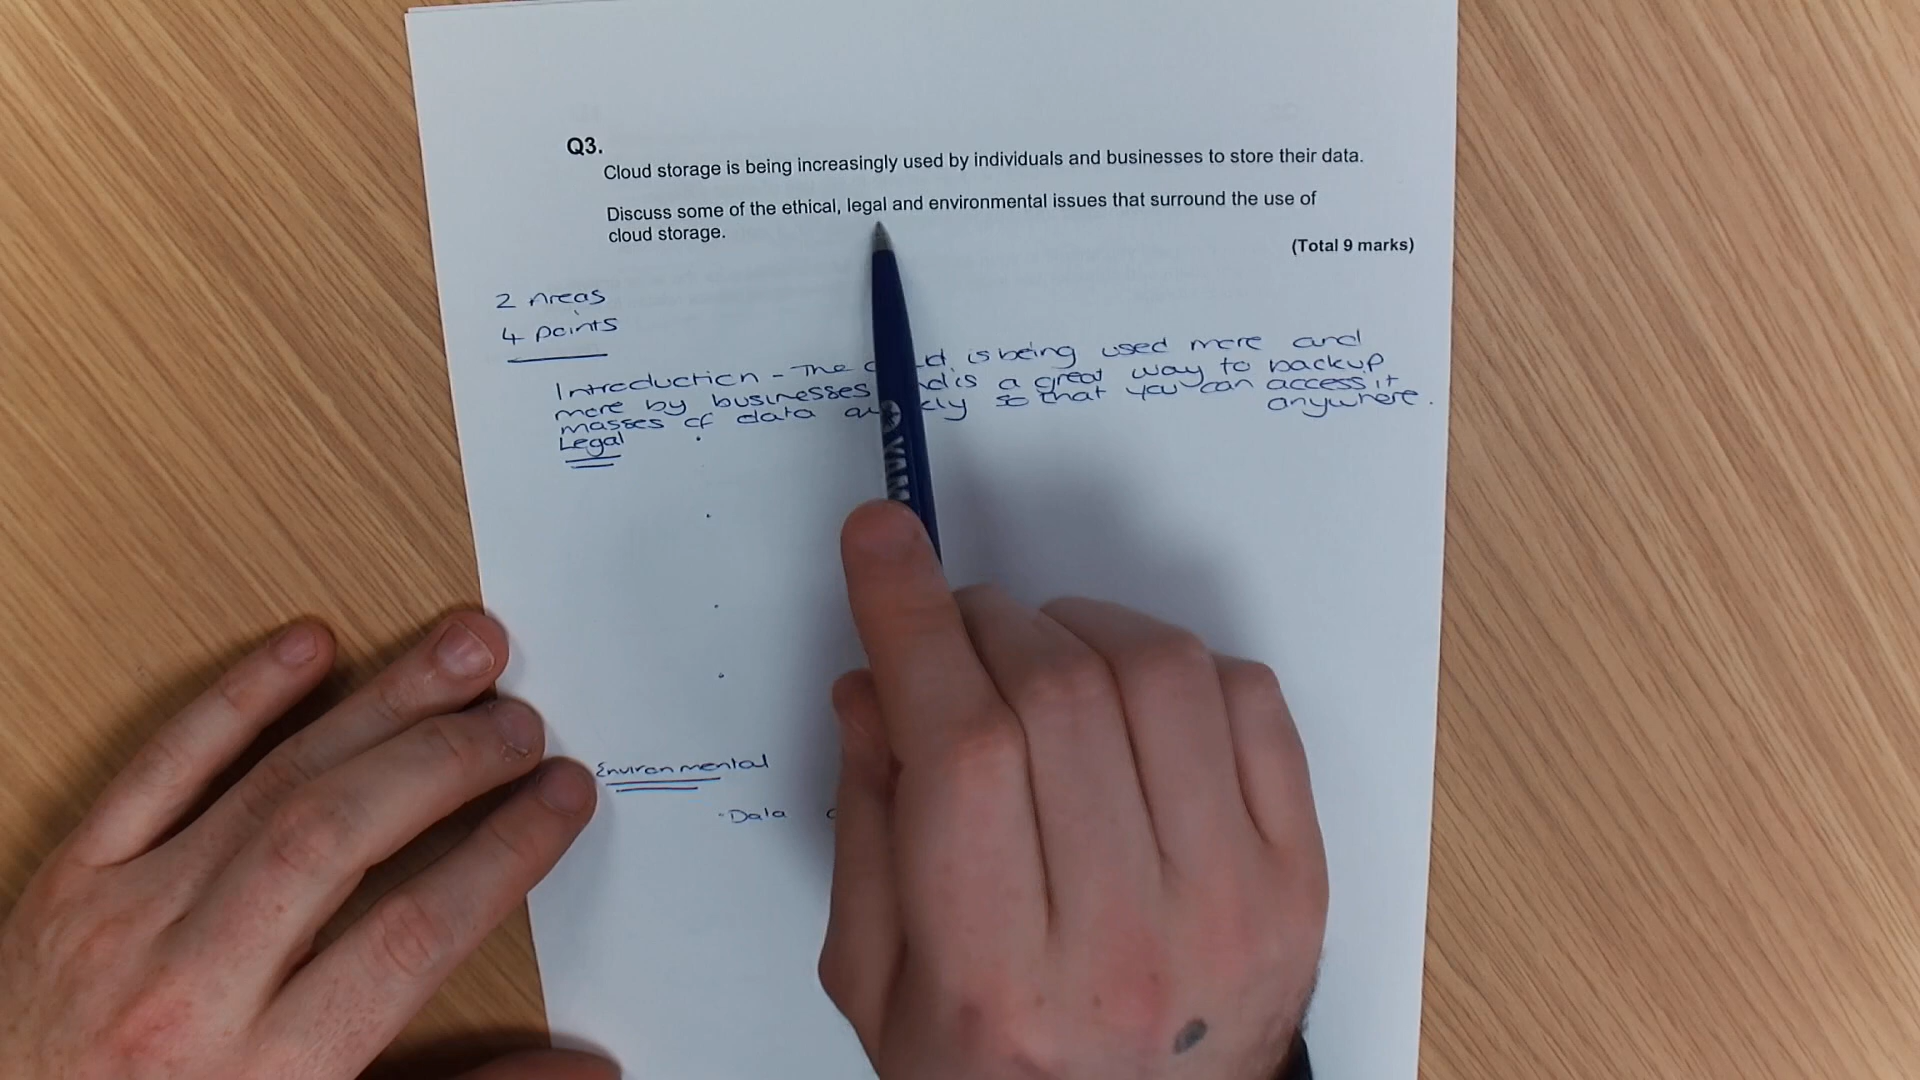 Q3.
Cloud storage is being increasingly used by individuals and businesses to store their data.
Discuss some of the ethical, legal and environmental issues that surround the use of
cloud storage.
(Total 9 marks)
2 Areas
4 points
Introduction - The is being used more and
more by businesses is a great way to backup
masses of data so that you can access it
anywhere.
Legal
Environmental
- Data